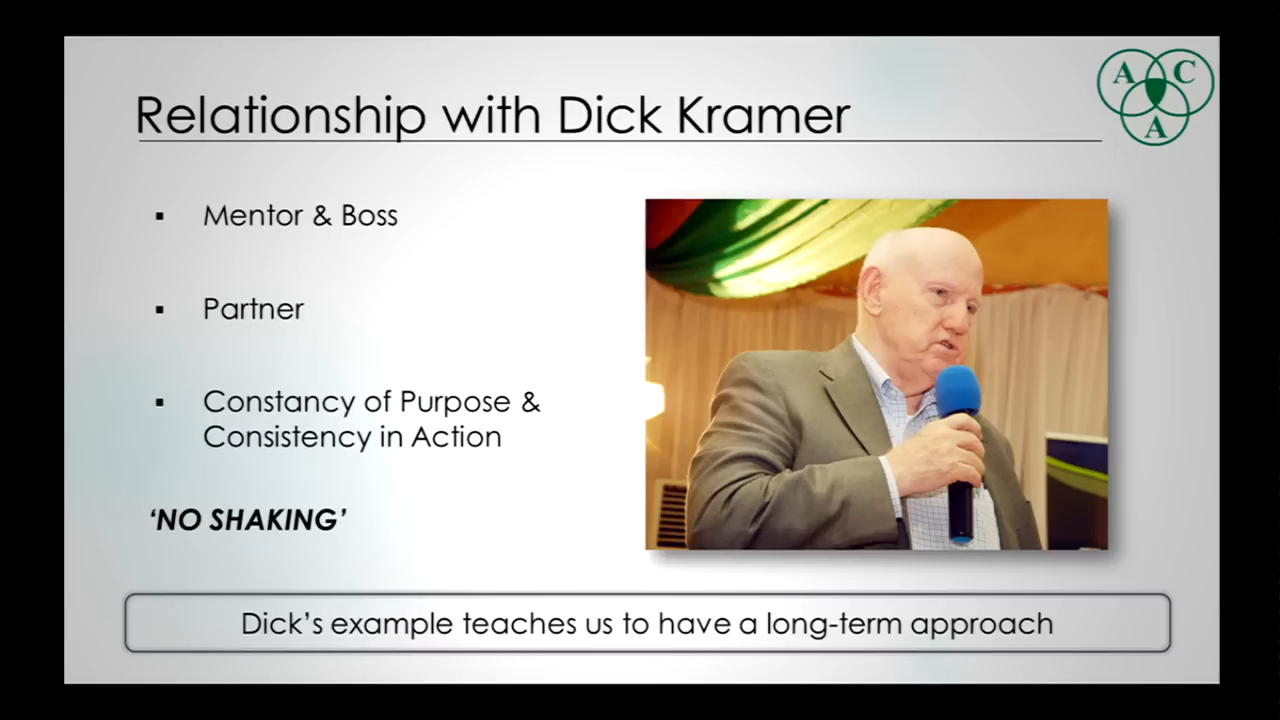 Relationship with Dick Kramer
A C
A
▪ Mentor & Boss
▪ Partner
▪ Constancy of Purpose &
Consistency in Action
‘NO SHAKING’
Dick’s example teaches us to have a long-term approach